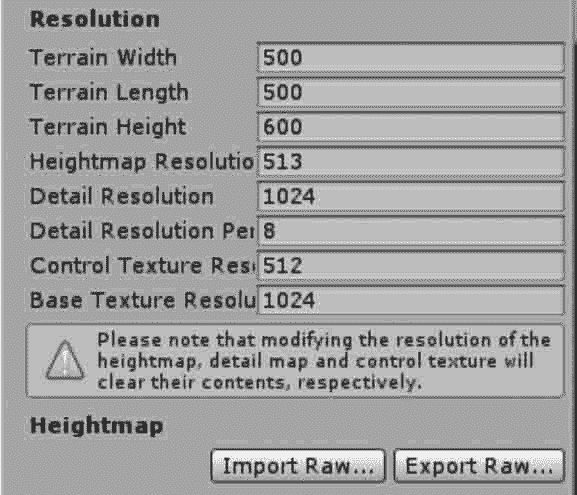 Resolution
Terrain Width 500
Terrain Length 500
Terrain Height 600
Heightmap Resolutio 513
Detail Resolution 1024
Detail Resolution Per 8
Control Texture Res 512
Base Texture Resolu 1024
Please note that modifying the resolution of the
heightmap, detail map and control texture will
clear their contents, respectively.
Heightmap
Import Raw... Export Raw...